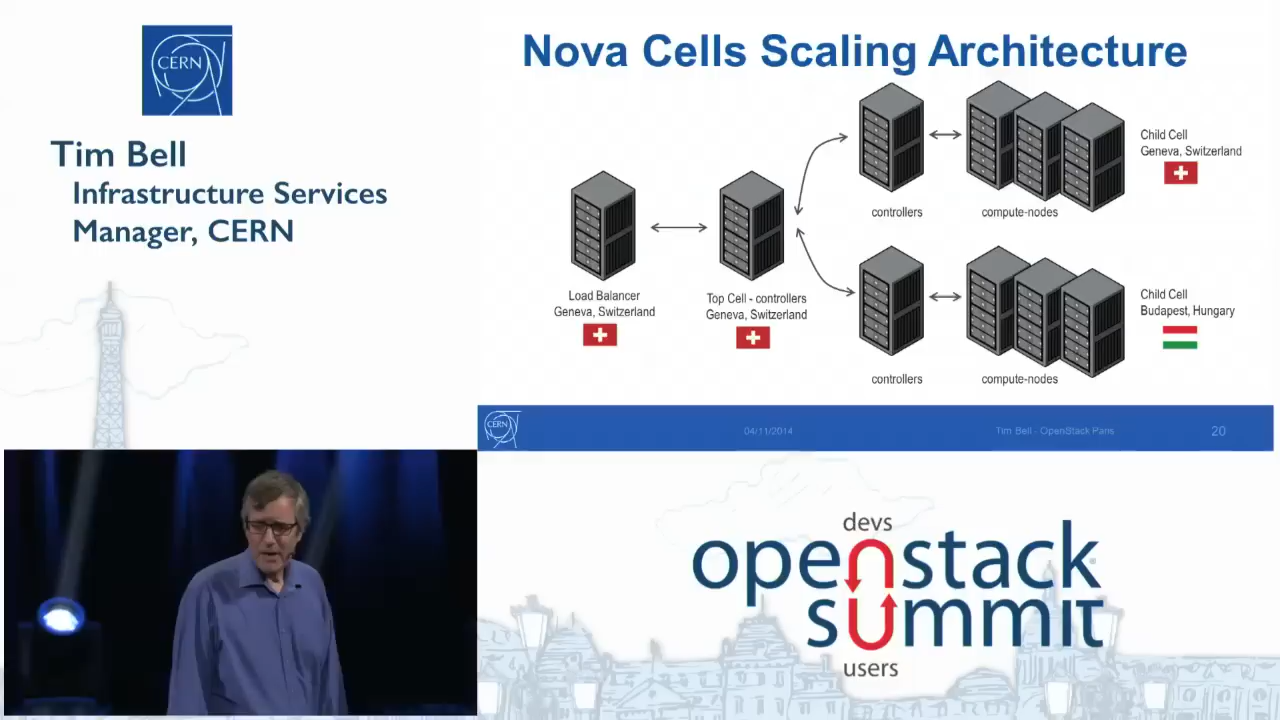 CERN
Tim Bell
Infrastructure Services
Manager, CERN
Nova Cells Scaling Architecture
Load Balancer
Geneva, Switzerland
Top Cell - controllers
Geneva, Switzerland
controllers
compute-nodes
Child Cell
Geneva, Switzerland
controllers
compute-nodes
Child Cell
Budapest, Hungary
CERN
04/11/2014
Tim Bell - OpenStack Paris
20
devs
openstack
summit
users